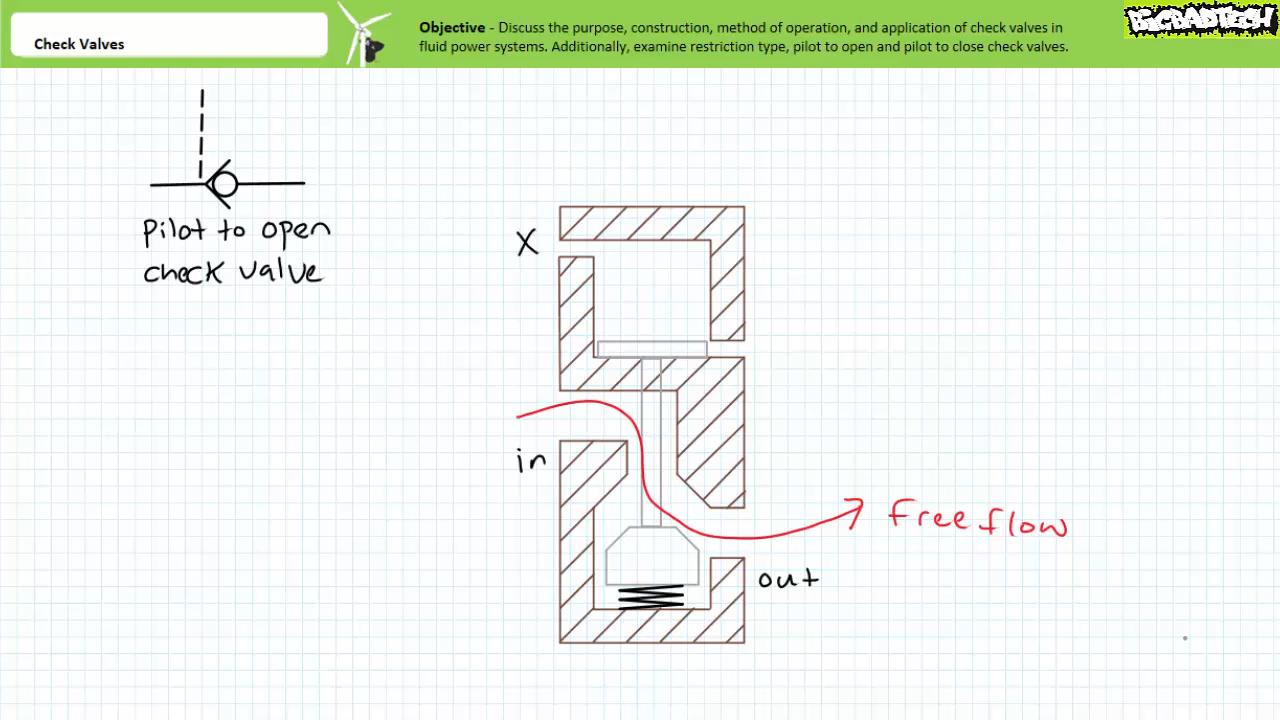 Check Valves
Objective - Discuss the purpose, construction, method of operation, and application of check valves in
fluid power systems. Additionally, examine restriction type, pilot to open and pilot to close check valves.
BIGBADTECH
pilot to open
check valve
X
in
free flow
out